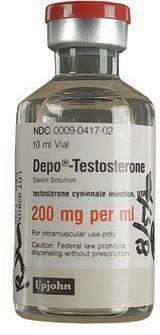 NDC 0009-0417-02
10 ml Vial
Depo®-Testosterone
Sterile Solution
testosterone cypionate injection, USP
200 mg per ml
For intramuscular use only
Caution: Federal law prohibits
dispensing without prescription.
Upjohn